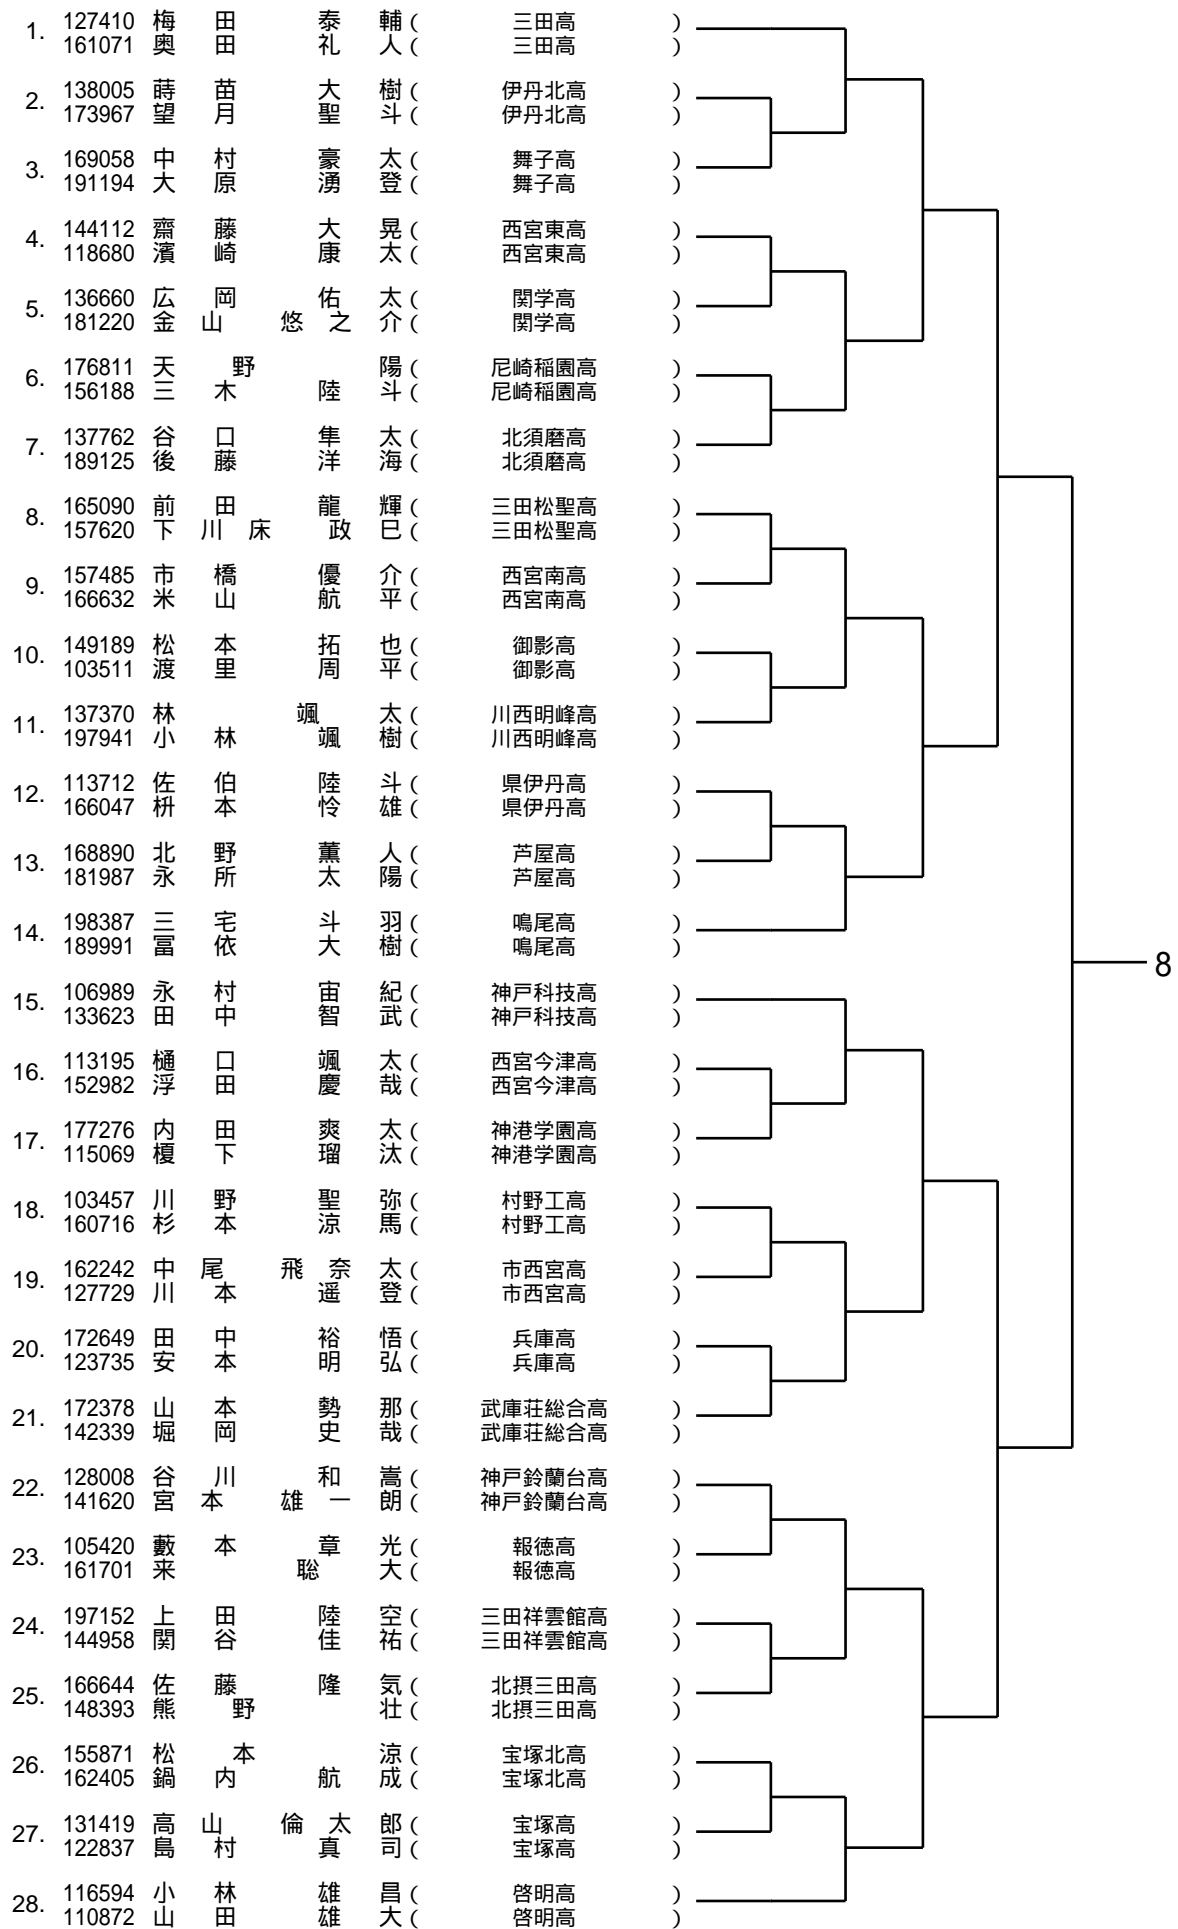 1. 127410 梅田 泰輔 ( 三田高 )
161071 奥田 礼人 ( 三田高 )
2. 138005 蒔苗 大樹 ( 伊丹北高 )
173967 望月 聖斗 ( 伊丹北高 )
3. 169058 中村 豪太 ( 舞子高 )
191194 大原 湧登 ( 舞子高 )
4. 144112 齋藤 大晃 ( 西宮東高 )
118680 濱崎 康太 ( 西宮東高 )
5. 136660 広岡 佑太 ( 関学高 )
181220 金山 悠之介 ( 関学高 )
6. 176811 天野 陽 ( 尼崎稲園高 )
156188 三木 陸斗 ( 尼崎稲園高 )
7. 137762 谷口 隼太 ( 北須磨高 )
189125 後藤 洋海 ( 北須磨高 )
8. 165090 前田 龍輝 ( 三田松聖高 )
157620 下川床 政巳 ( 三田松聖高 )
9. 157485 市橋 優介 ( 西宮南高 )
166632 米山 航平 ( 西宮南高 )
10. 149189 松本 拓也 ( 御影高 )
103511 渡里 周平 ( 御影高 )
11. 137370 林 颯太 ( 川西明峰高 )
197941 小林 颯樹 ( 川西明峰高 )
12. 113712 佐伯 陸斗 ( 県伊丹高 )
166047 枡本 怜雄 ( 県伊丹高 )
13. 168890 北野 薫人 ( 芦屋高 )
181987 永所 太陽 ( 芦屋高 )
14. 198387 三宅 斗羽 ( 鳴尾高 )
189991 冨依 大樹 ( 鳴尾高 )
8
15. 106989 永村 宙紀 ( 神戸科技高 )
133623 田中 智武 ( 神戸科技高 )
16. 113195 樋口 颯太 ( 西宮今津高 )
152982 浮田 慶哉 ( 西宮今津高 )
17. 177276 内田 爽太 ( 神港学園高 )
115069 榎下 瑠汰 ( 神港学園高 )
18. 103457 川野 聖弥 ( 村野工高 )
160716 杉本 涼馬 ( 村野工高 )
19. 162242 中尾 飛奈太 ( 市西宮高 )
127729 川本 遥登 ( 市西宮高 )
20. 172649 田中 裕悟 ( 兵庫高 )
123735 安本 明弘 ( 兵庫高 )
21. 172378 山本 勢那 ( 武庫荘総合高 )
142339 堀岡 史哉 ( 武庫荘総合高 )
22. 128008 谷川 和嵩 ( 神戸鈴蘭台高 )
141620 宮本 雄一朗 ( 神戸鈴蘭台高 )
23. 105420 藪本 章光 ( 報徳高 )
161701 来 聡大 ( 報徳高 )
24. 197152 上田 陸空 ( 三田祥雲館高 )
144958 関谷 佳祐 ( 三田祥雲館高 )
25. 166644 佐藤 隆気 ( 北摂三田高 )
148393 熊野 壮 ( 北摂三田高 )
26. 155871 松本 涼 ( 宝塚北高 )
162405 鍋内 航成 ( 宝塚北高 )
27. 131419 高山 倫太郎 ( 宝塚高 )
122837 島村 真司 ( 宝塚高 )
28. 116594 小林 雄昌 ( 啓明高 )
110872 山田 雄大 ( 啓明高 )